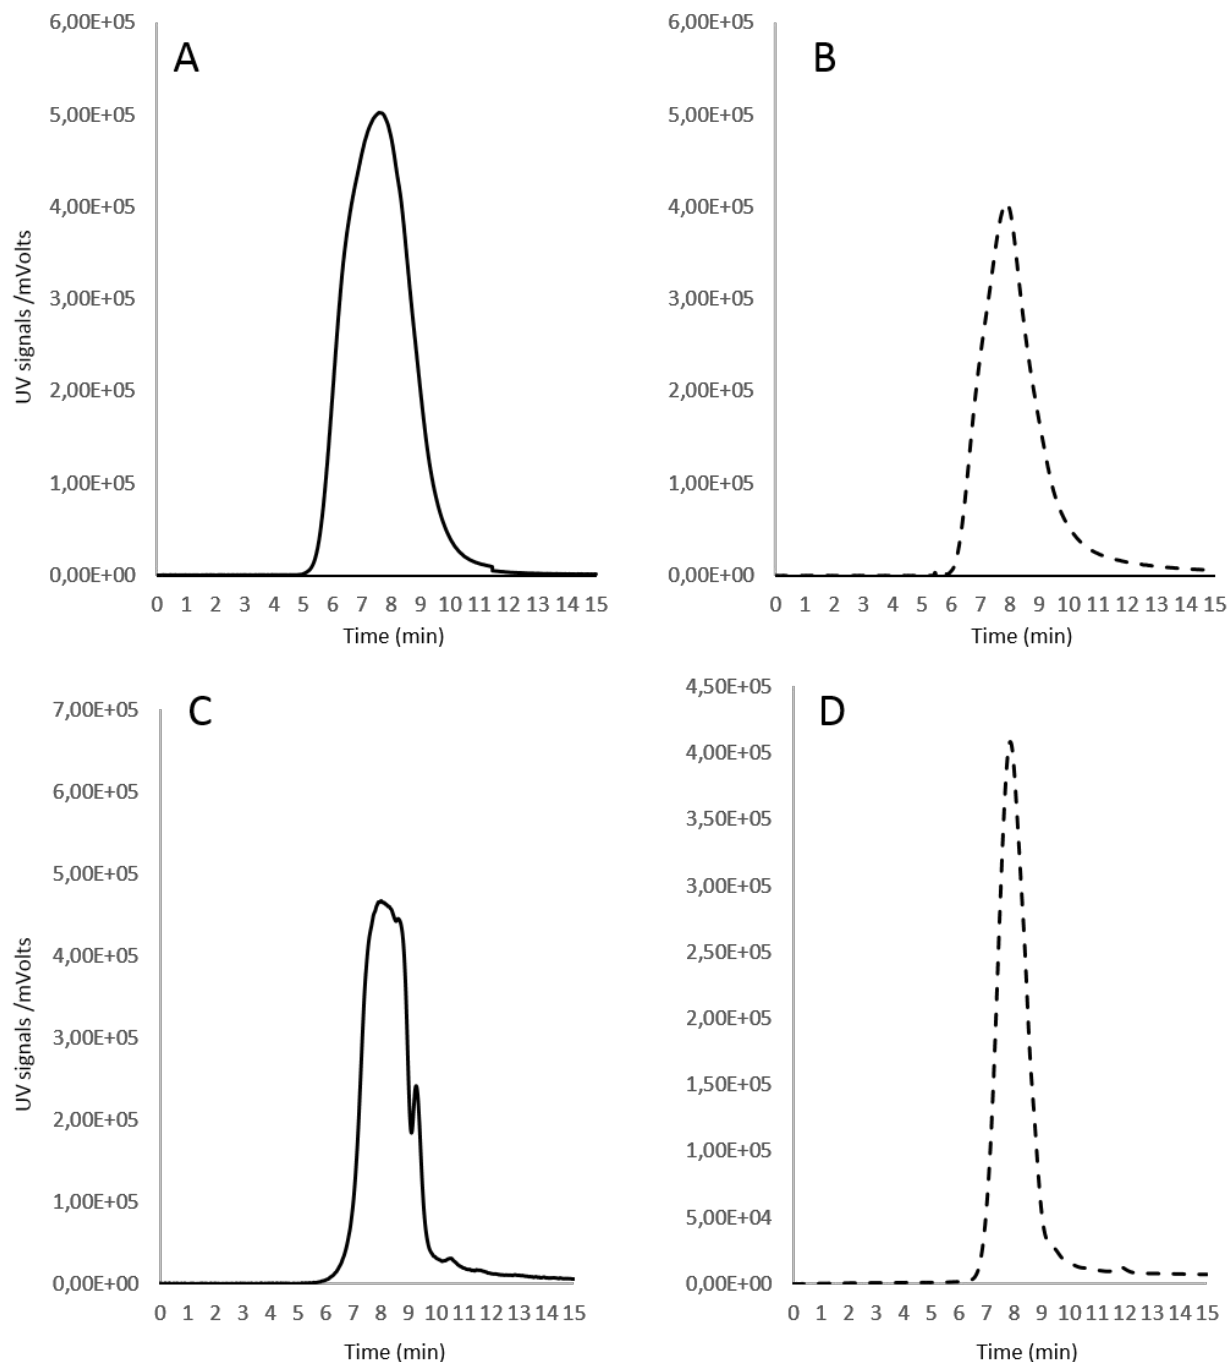 A
6,00E+05
5,00E+05
4,00E+05
3,00E+05
2,00E+05
1,00E+05
0,00E+00
UV signals /mVolts
0 1 2 3 4 5 6 7 8 9 10 11 12 13 14 15
Time (min)
B
6,00E+05
5,00E+05
4,00E+05
3,00E+05
2,00E+05
1,00E+05
0,00E+00
0 1 2 3 4 5 6 7 8 9 10 11 12 13 14 15
Time (min)
C
7,00E+05
6,00E+05
5,00E+05
4,00E+05
3,00E+05
2,00E+05
1,00E+05
0,00E+00
UV signals /mVolts
0 1 2 3 4 5 6 7 8 9 10 11 12 13 14 15
Time (min)
D
4,50E+05
4,00E+05
3,50E+05
3,00E+05
2,50E+05
2,00E+05
1,50E+05
1,00E+05
5,00E+04
0,00E+00
0 1 2 3 4 5 6 7 8 9 10 11 12 13 14 15
Time (min)